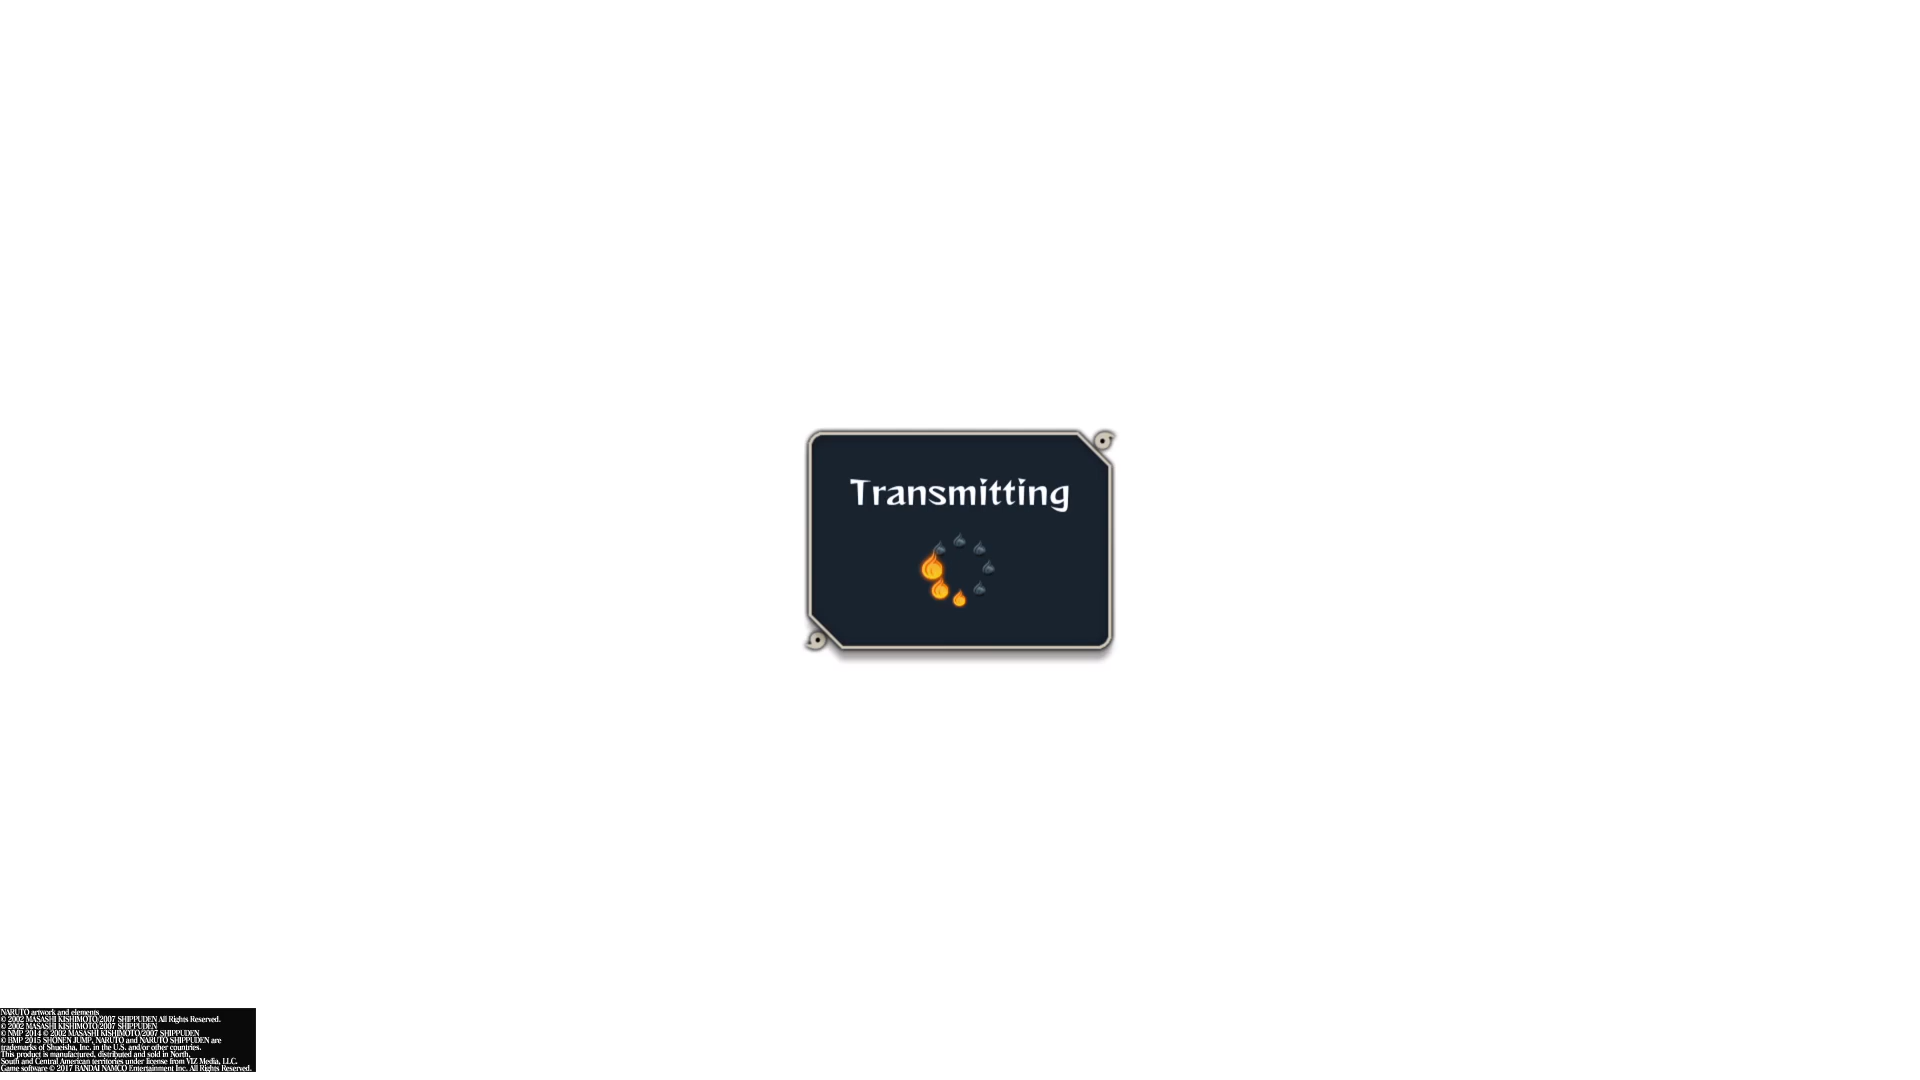 Transmitting
NARUTO artwork and elements
© 2002 MASASHI KISHIMOTO/2007 SHIPPUDEN All Rights Reserved.
© 2002 MASASHI KISHIMOTO/2007 SHIPPUDEN
© NMP 2014 © 2002 MASASHI KISHIMOTO/2007 SHIPPUDEN
© BMP 2015 SHONEN JUMP, NARUTO and NARUTO SHIPPUDEN are
trademarks of Shueisha, Inc. in the U.S. and/or other countries.
This product is manufactured, distributed and sold in North,
South and Central American territories under license from VIZ Media, LLC.
Game software © 2017 BANDAI NAMCO Entertainment Inc. All Rights Reserved.